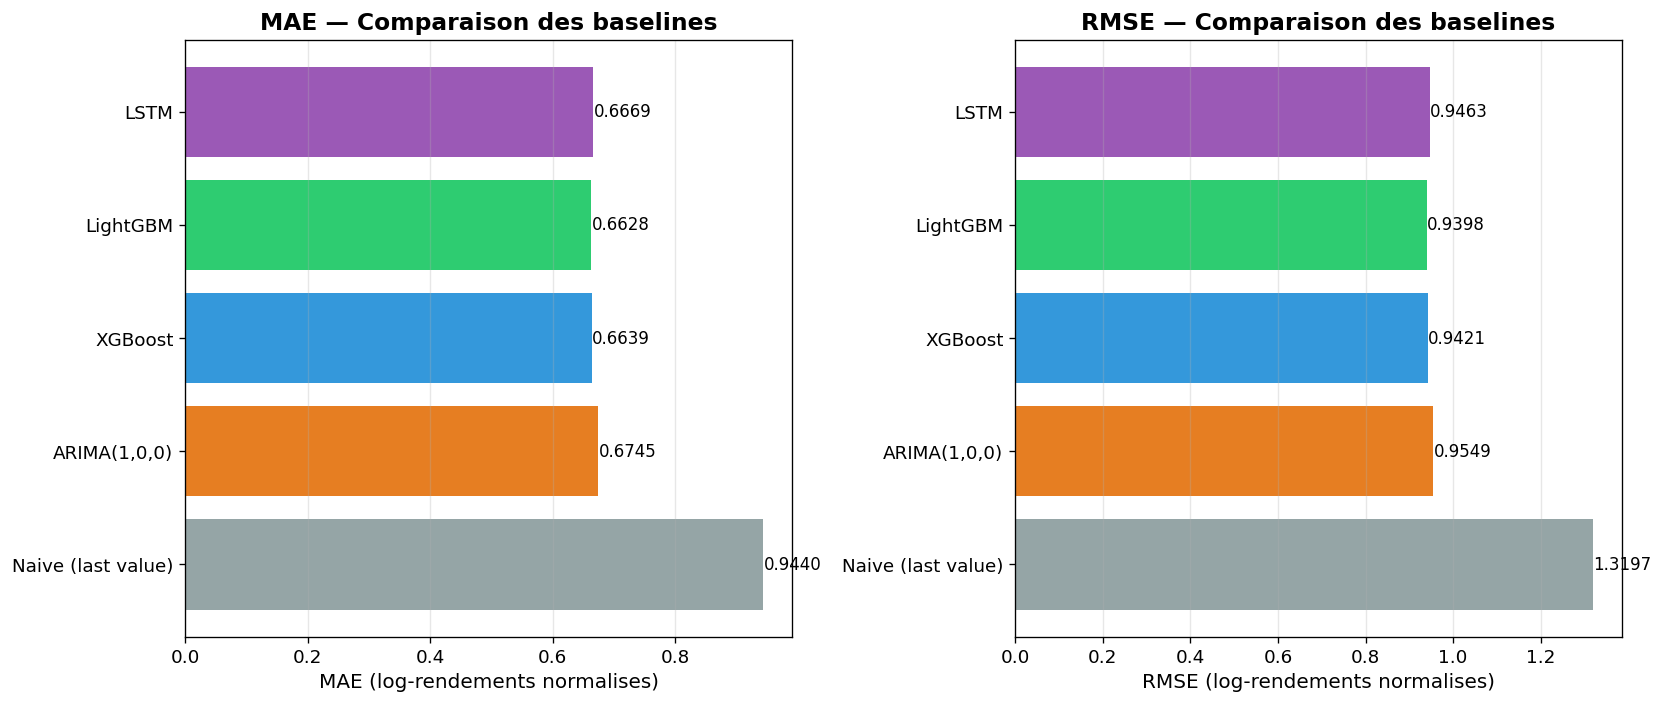 MAE — Comparaison des baselines
LSTM
0.6669
LightGBM
0.6628
XGBoost
0.6639
ARIMA(1,0,0)
0.6745
Naive (last value)
0.9440
0.0 0.2 0.4 0.6 0.8
MAE (log-rendements normalises)
RMSE — Comparaison des baselines
LSTM
0.9463
LightGBM
0.9398
XGBoost
0.9421
ARIMA(1,0,0)
0.9549
Naive (last value)
1.3197
0.0 0.2 0.4 0.6 0.8 1.0 1.2
RMSE (log-rendements normalises)